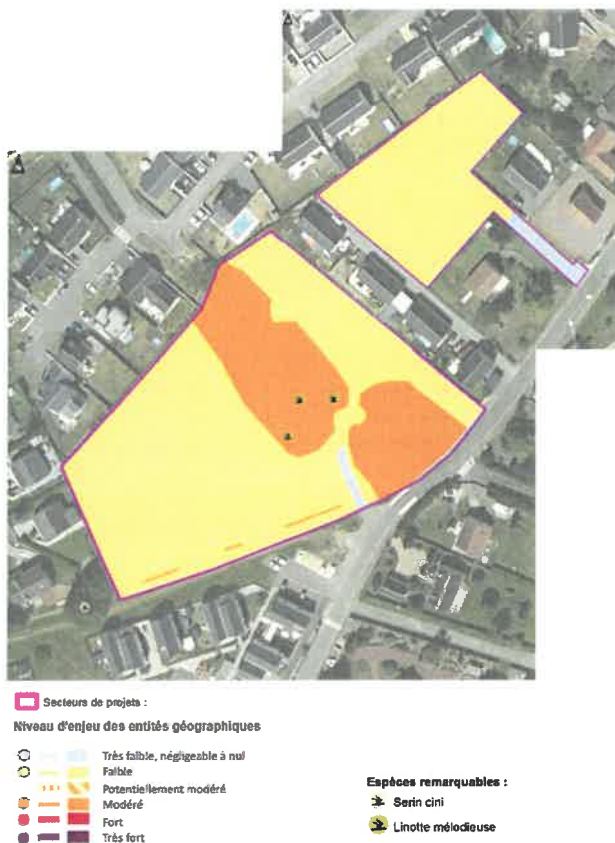 Secteurs de projets :
Niveau d'enjeu des entités géographiques
Très faible, négligeable à nul
Faible
Potentiellement modéré
Modéré
Fort
Très fort
Espèces remarquables :
Serin cini
Linotte mélodieuse